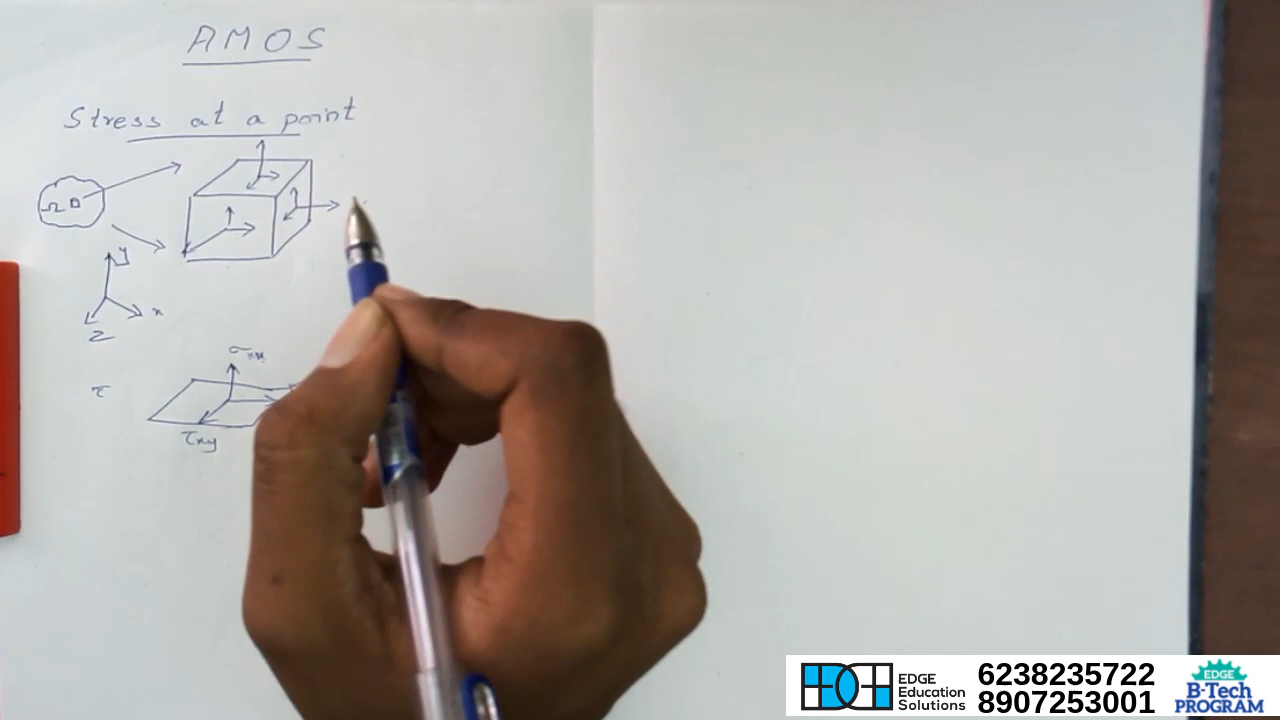 AMOS
Stress at a point
y
x
z
σxx
τ
τxy
EDGE
Education
Solutions
6238235722
8907253001
EDGE
B-Tech
PROGRAM